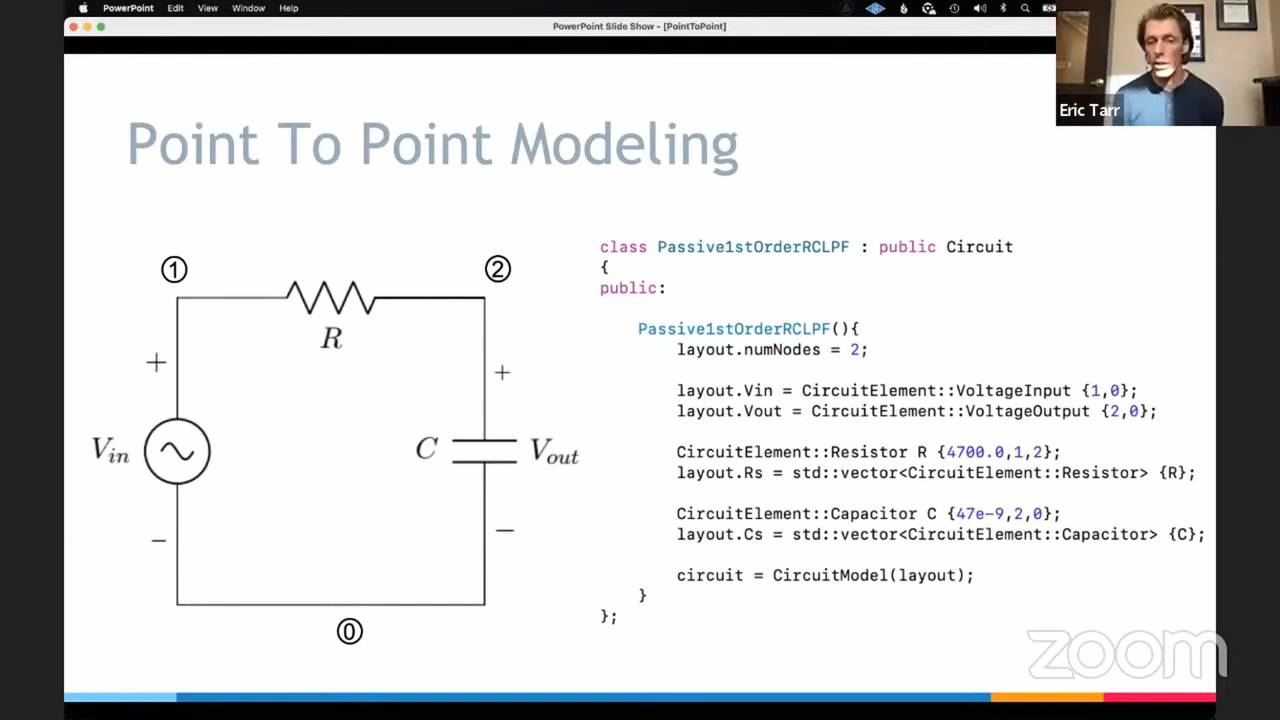 PowerPoint Edit View Window Help
PowerPoint Slide Show - [PointToPoint]
Eric Tarr
Point To Point Modeling
① ②
R
+ +
Vin C Vout
− −
⓪
class Passive1stOrderRCLPF : public Circuit
{
public:
Passive1stOrderRCLPF(){
layout.numNodes = 2;
layout.Vin = CircuitElement::VoltageInput {1,0};
layout.Vout = CircuitElement::VoltageOutput {2,0};
CircuitElement::Resistor R {4700.0,1,2};
layout.Rs = std::vector<CircuitElement::Resistor> {R};
CircuitElement::Capacitor C {47e-9,2,0};
layout.Cs = std::vector<CircuitElement::Capacitor> {C};
circuit = CircuitModel(layout);
}
};
zoom